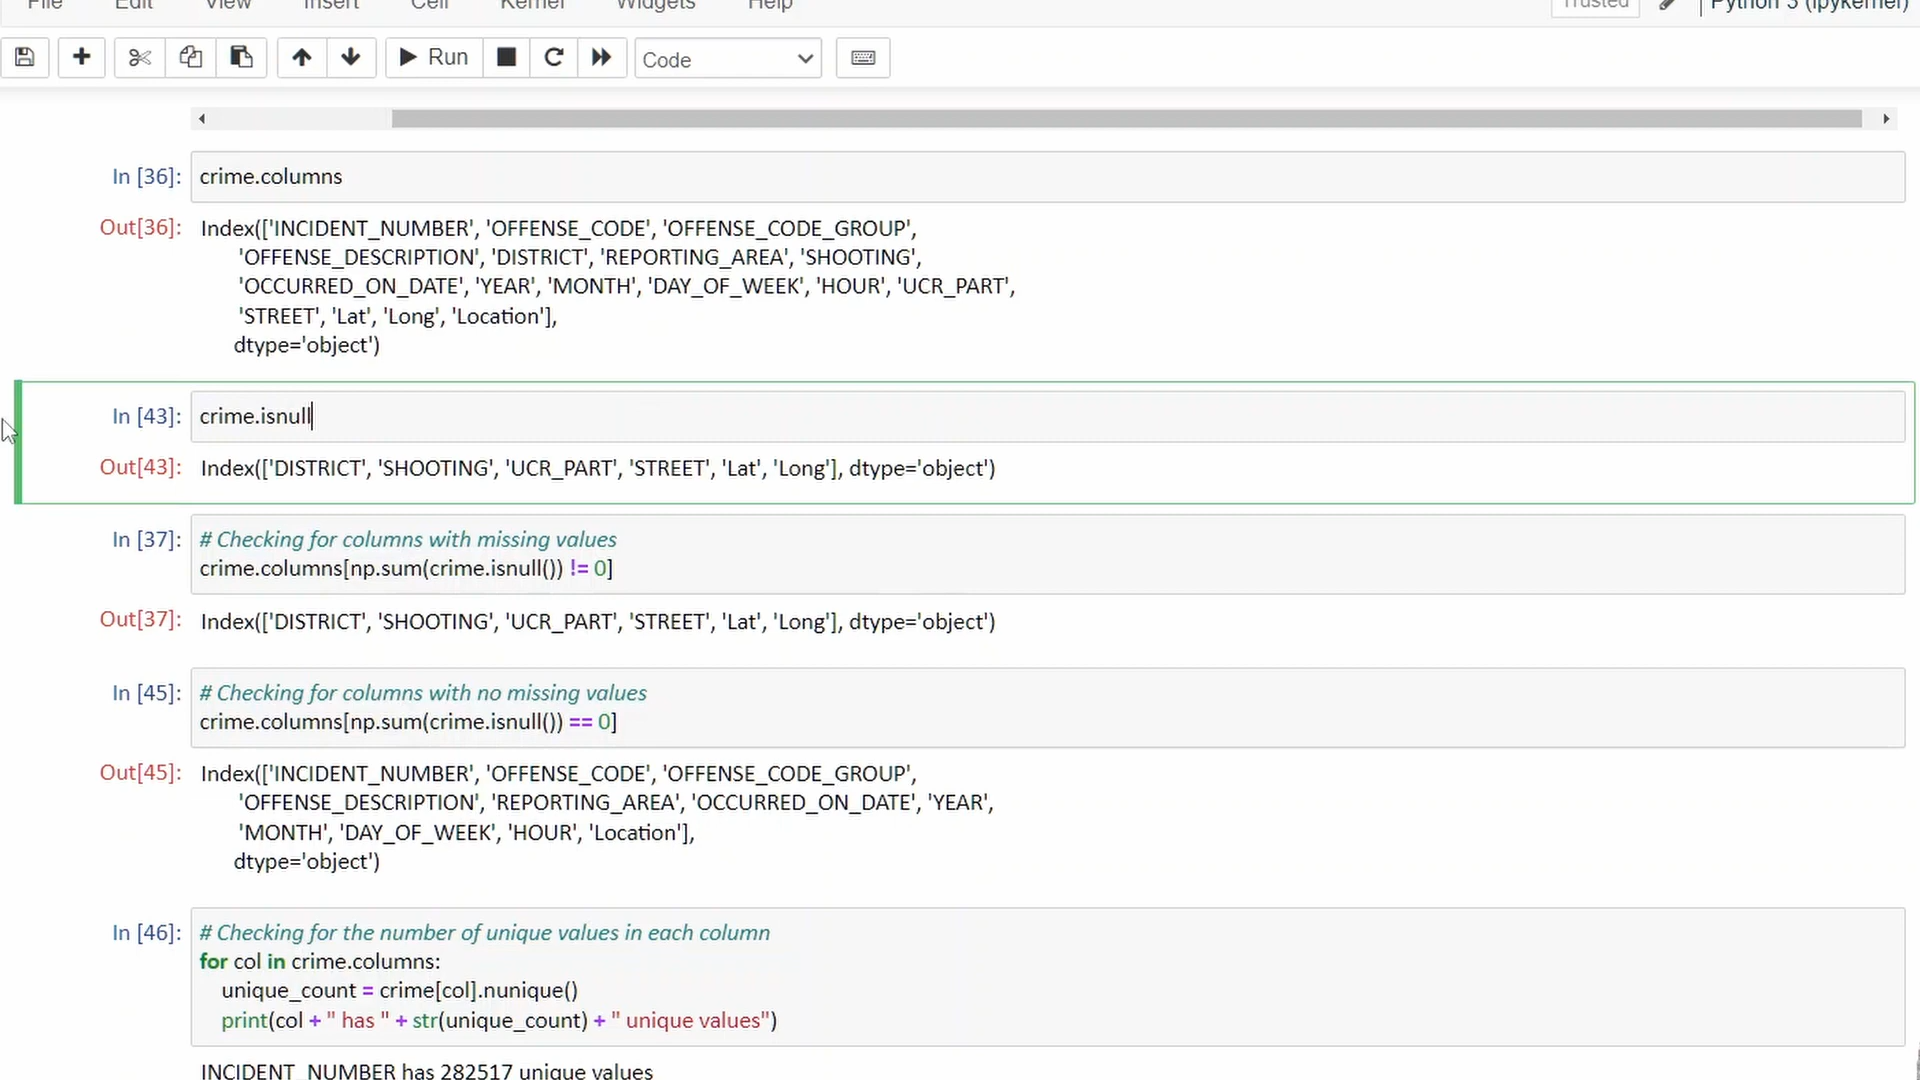 File Edit View Insert Cell Kernel Widgets Help Trusted Python 3 (ipykernel)
Run Code
In [36]: crime.columns
Out[36]: Index(['INCIDENT_NUMBER', 'OFFENSE_CODE', 'OFFENSE_CODE_GROUP',
'OFFENSE_DESCRIPTION', 'DISTRICT', 'REPORTING_AREA', 'SHOOTING',
'OCCURRED_ON_DATE', 'YEAR', 'MONTH', 'DAY_OF_WEEK', 'HOUR', 'UCR_PART',
'STREET', 'Lat', 'Long', 'Location'],
dtype='object')
In [43]: crime.isnull
Out[43]: Index(['DISTRICT', 'SHOOTING', 'UCR_PART', 'STREET', 'Lat', 'Long'], dtype='object')
In [37]: # Checking for columns with missing values
crime.columns[np.sum(crime.isnull()) != 0]
Out[37]: Index(['DISTRICT', 'SHOOTING', 'UCR_PART', 'STREET', 'Lat', 'Long'], dtype='object')
In [45]: # Checking for columns with no missing values
crime.columns[np.sum(crime.isnull()) == 0]
Out[45]: Index(['INCIDENT_NUMBER', 'OFFENSE_CODE', 'OFFENSE_CODE_GROUP',
'OFFENSE_DESCRIPTION', 'REPORTING_AREA', 'OCCURRED_ON_DATE', 'YEAR',
'MONTH', 'DAY_OF_WEEK', 'HOUR', 'Location'],
dtype='object')
In [46]: # Checking for the number of unique values in each column
for col in crime.columns:
unique_count = crime[col].nunique()
print(col + " has " + str(unique_count) + " unique values")
INCIDENT_NUMBER has 282517 unique values